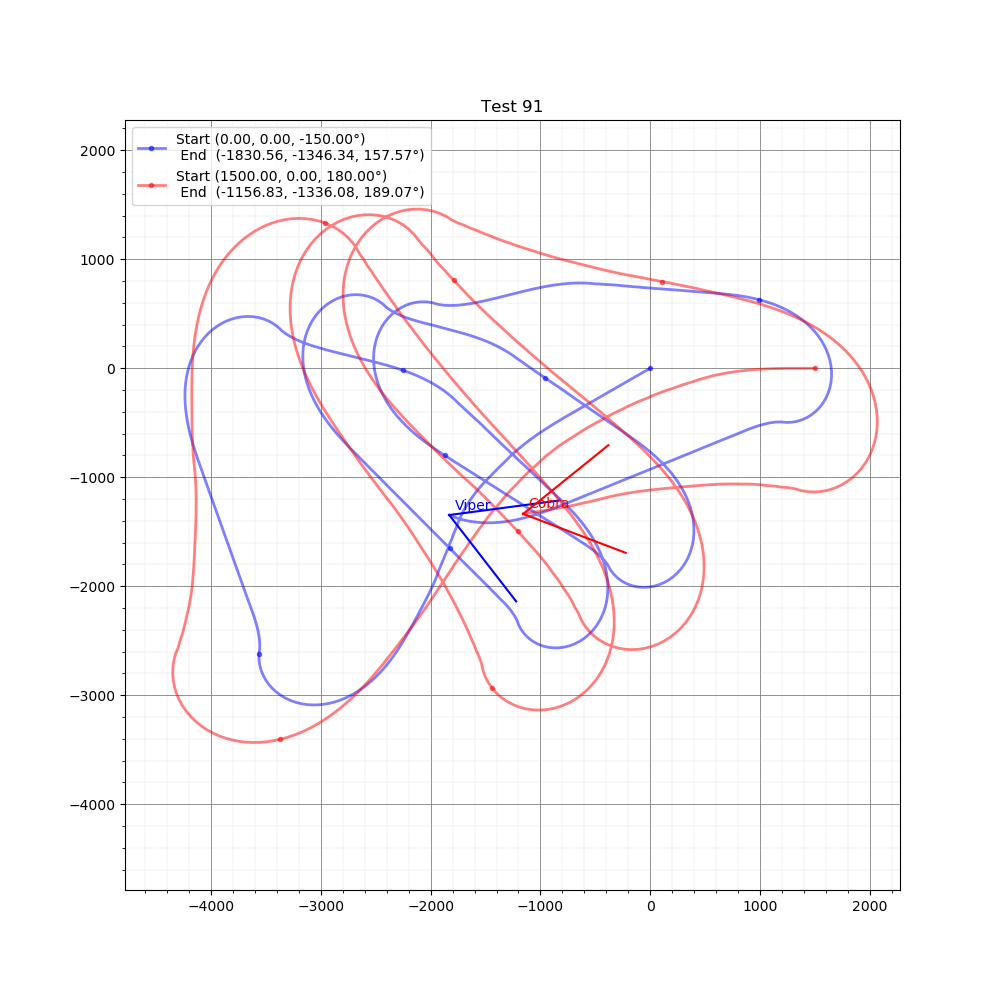 Test 91
Start (0.00, 0.00, -150.00°)
End (-1830.56, -1346.34, 157.57°)
Start (1500.00, 0.00, 180.00°)
End (-1156.83, -1336.08, 189.07°)
2000
1000
0
−1000
−2000
−3000
−4000
Viper
Cobra
−4000 −3000 −2000 −1000 0 1000 2000